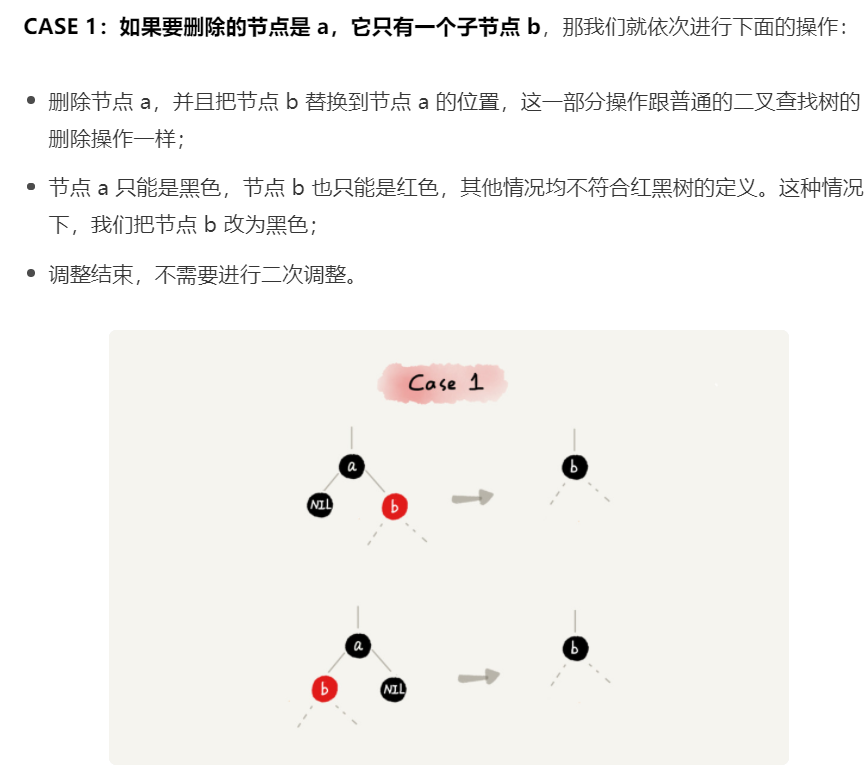 CASE 1：如果要删除的节点是 a，它只有一个子节点 b，那我们就依次进行下面的操作：
删除节点 a，并且把节点 b 替换到节点 a 的位置，这一部分操作跟普通的二叉查找树的
删除操作一样；
节点 a 只能是黑色，节点 b 也只能是红色，其他情况均不符合红黑树的定义。这种情况
下，我们把节点 b 改为黑色；
调整结束，不需要进行二次调整。
Case 1
a
b
NIL
b
a
b
b
NIL